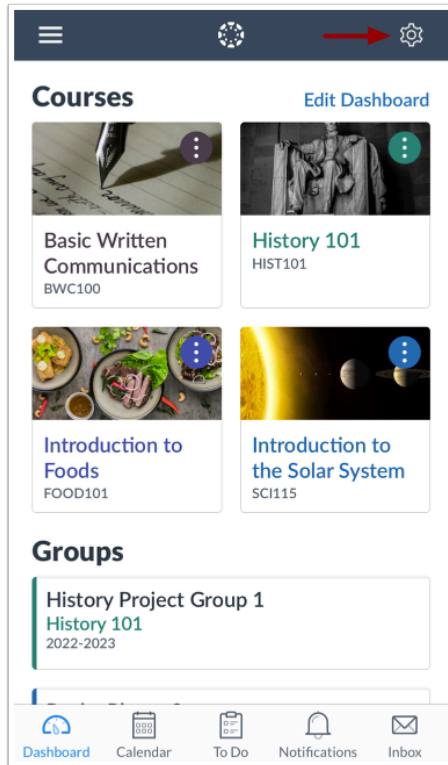 Courses
Edit Dashboard
Basic Written
Communications
BWC100
History 101
HIST101
Introduction to
Foods
FOOD101
Introduction to
the Solar System
SCI115
Groups
History Project Group 1
History 101
2022-2023
Dashboard
Calendar
To Do
Notifications
Inbox